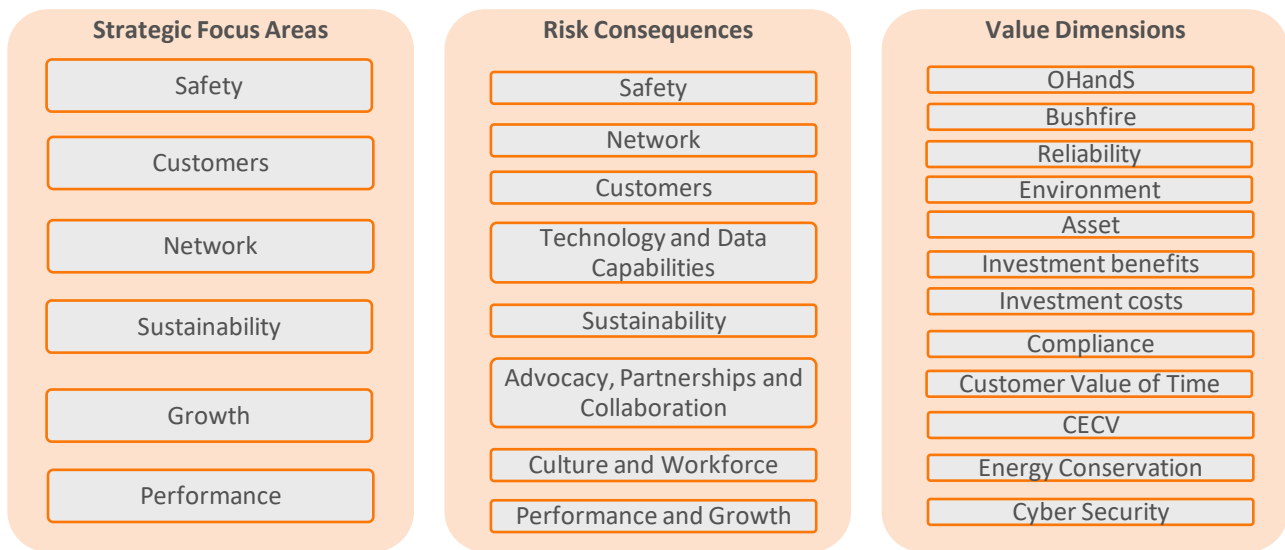 Strategic Focus Areas
Safety
Customers
Network
Sustainability
Growth
Performance
Risk Consequences
Safety
Network
Customers
Technology and Data
Capabilities
Sustainability
Advocacy, Partnerships and
Collaboration
Culture and Workforce
Performance and Growth
Value Dimensions
OHandS
Bushfire
Reliability
Environment
Asset
Investment benefits
Investment costs
Compliance
Customer Value of Time
CECV
Energy Conservation
Cyber Security